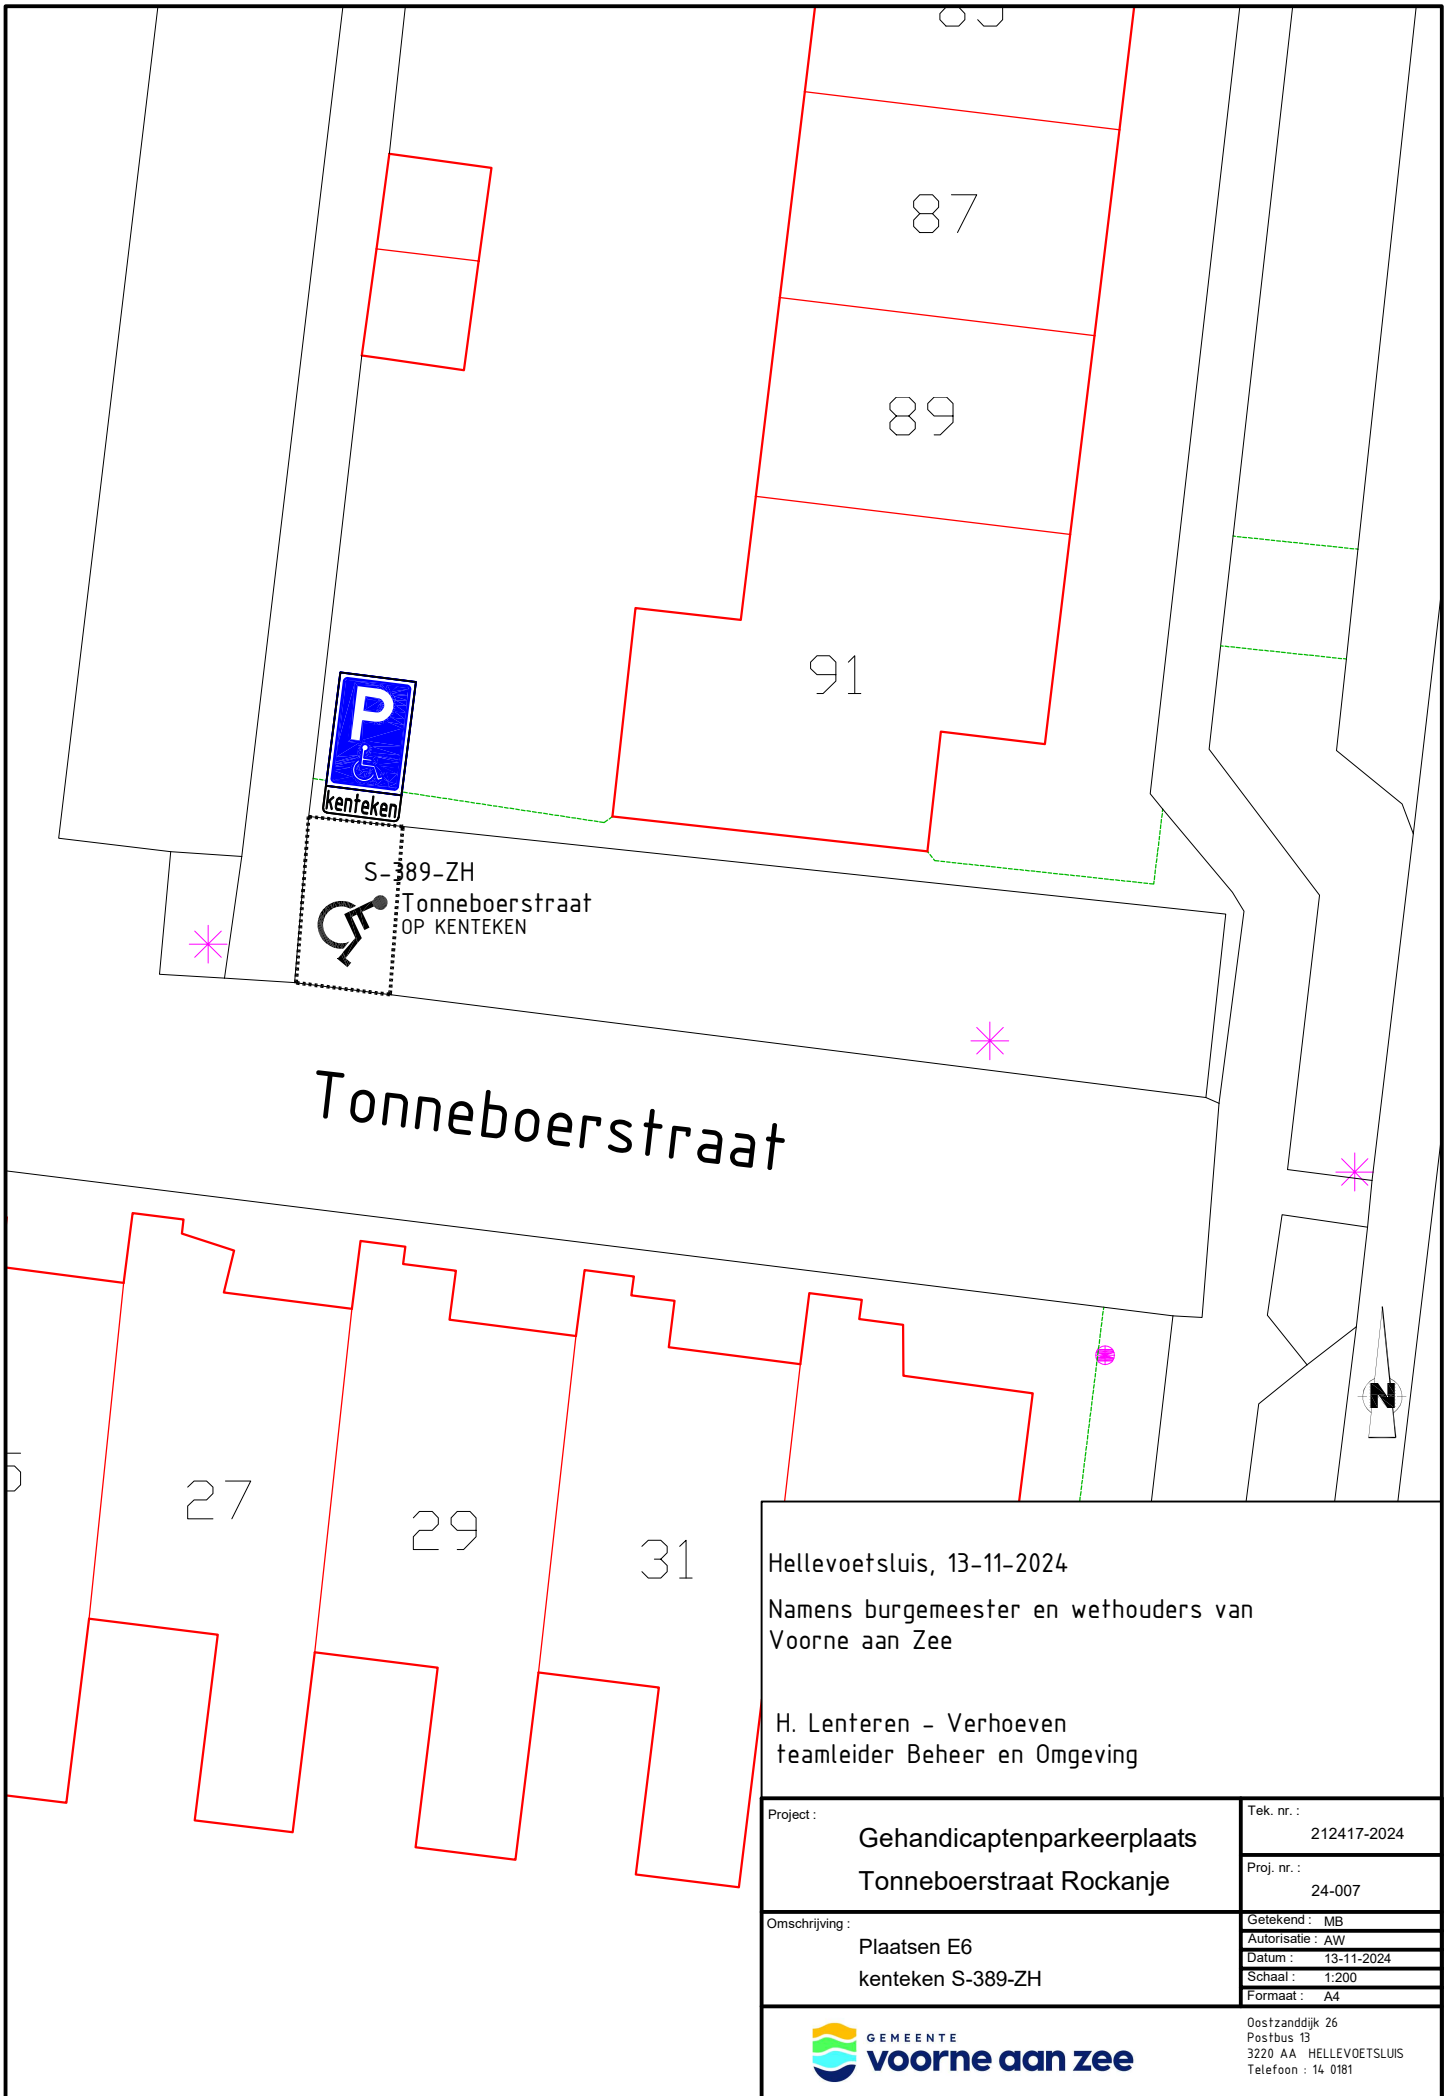 87
89
91
P
kenteken
S-389-ZH
Tonneboerstraat
OP KENTEKEN
Tonneboerstraat
27
29
31
N
Hellevoetsluis, 13-11-2024
Namens burgemeester en wethouders van
Voorne aan Zee
H. Lenteren - Verhoeven
teamleider Beheer en Omgeving
Project :
Gehandicaptenparkeerplaats
Tonneboerstraat Rockanje
Tek. nr. :
212417-2024
Proj. nr. :
24-007
Omschrijving :
Plaatsen E6
kenteken S-389-ZH
Getekend : MB
Autorisatie : AW
Datum : 13-11-2024
Schaal : 1:200
Formaat : A4
GEMEENTE
voorne aan zee
Oostzanddijk 26
Postbus 13
3220 AA HELLEVOETSLUIS
Telefoon : 14 0181